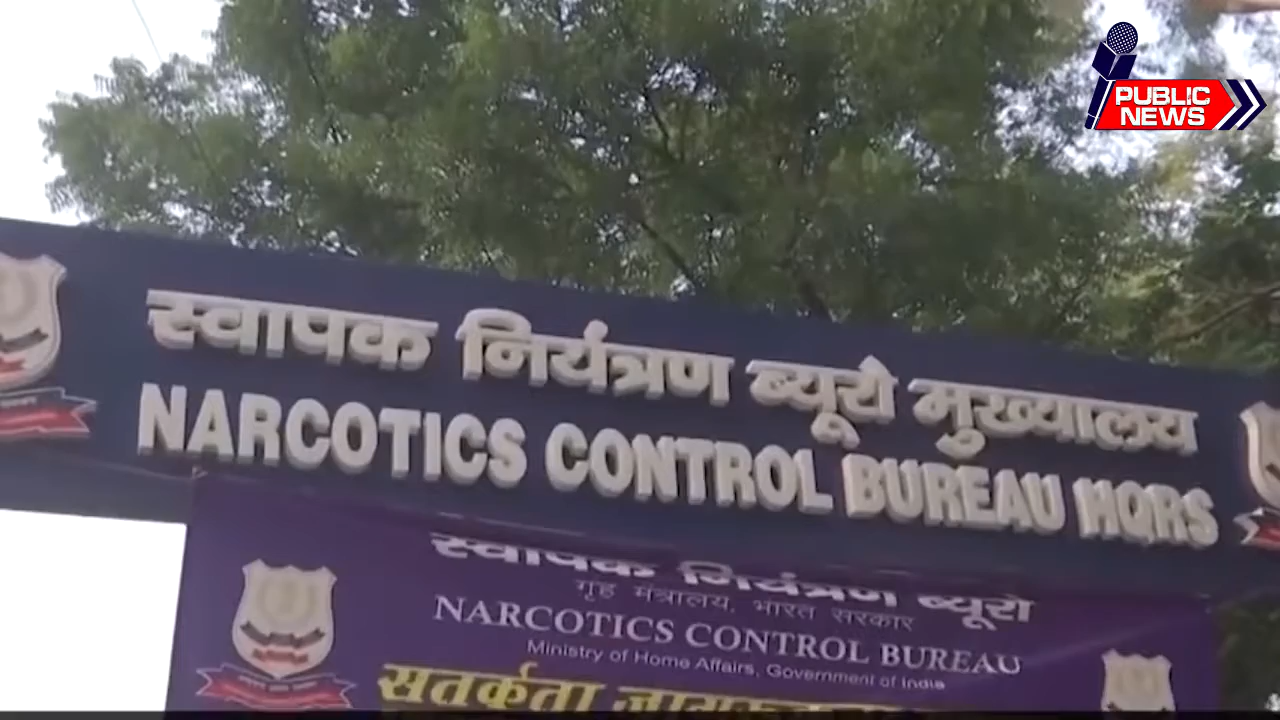 PUBLIC
NEWS
स्वापक नियंत्रण ब्यूरो मुख्यालय
NARCOTICS CONTROL BUREAU HQRS
स्वापक नियंत्रण ब्यूरो
गृह मंत्रालय, भारत सरकार
NARCOTICS CONTROL BUREAU
Ministry of Home Affairs, Government of India
सतर्कता